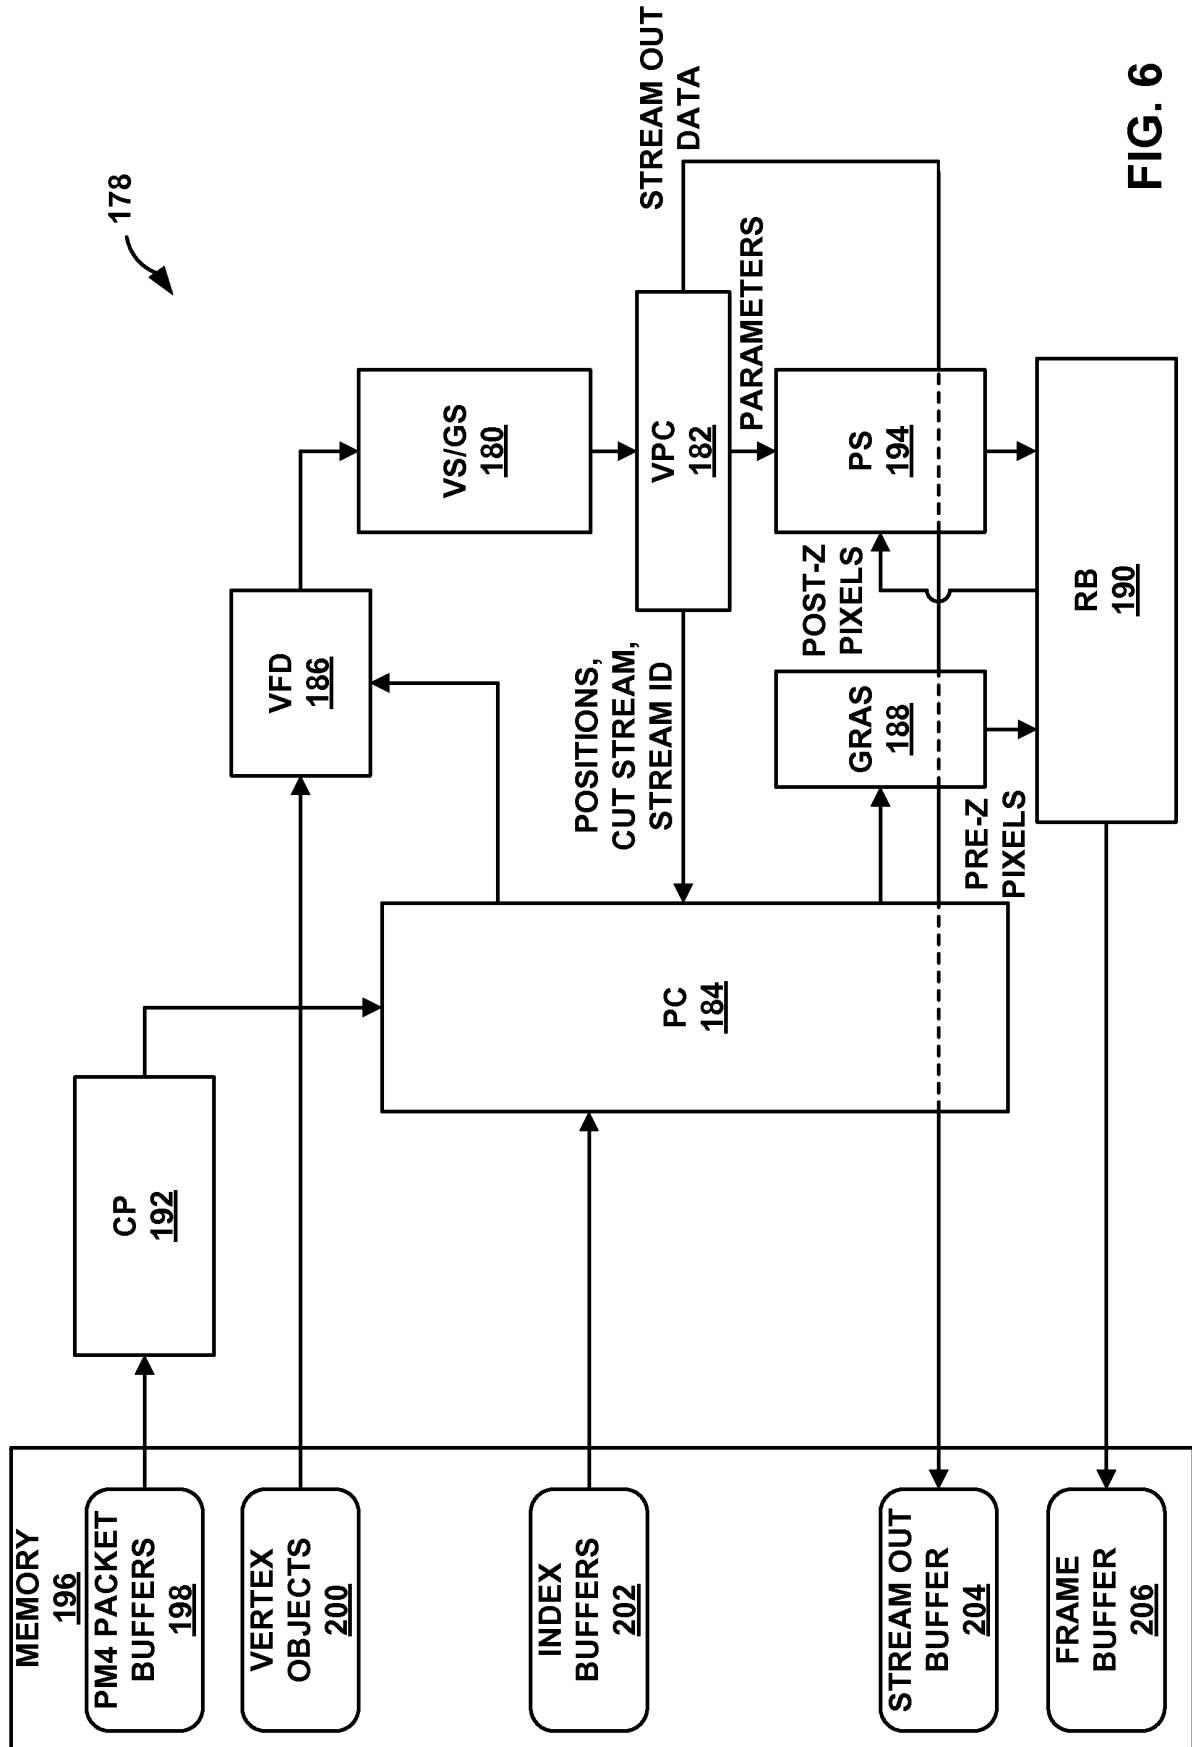 178
MEMORY
196
PM4 PACKET
BUFFERS
198
VERTEX
OBJECTS
200
INDEX
BUFFERS
202
STREAM OUT
BUFFER
204
FRAME
BUFFER
206
CP
192
VFD
186
VS/GS
180
PC
184
POSITIONS,
CUT STREAM,
STREAM ID
VPC
182
STREAM OUT
DATA
PARAMETERS
GRAS
188
POST-Z
PIXELS
PS
194
PRE-Z
PIXELS
RB
190
FIG. 6